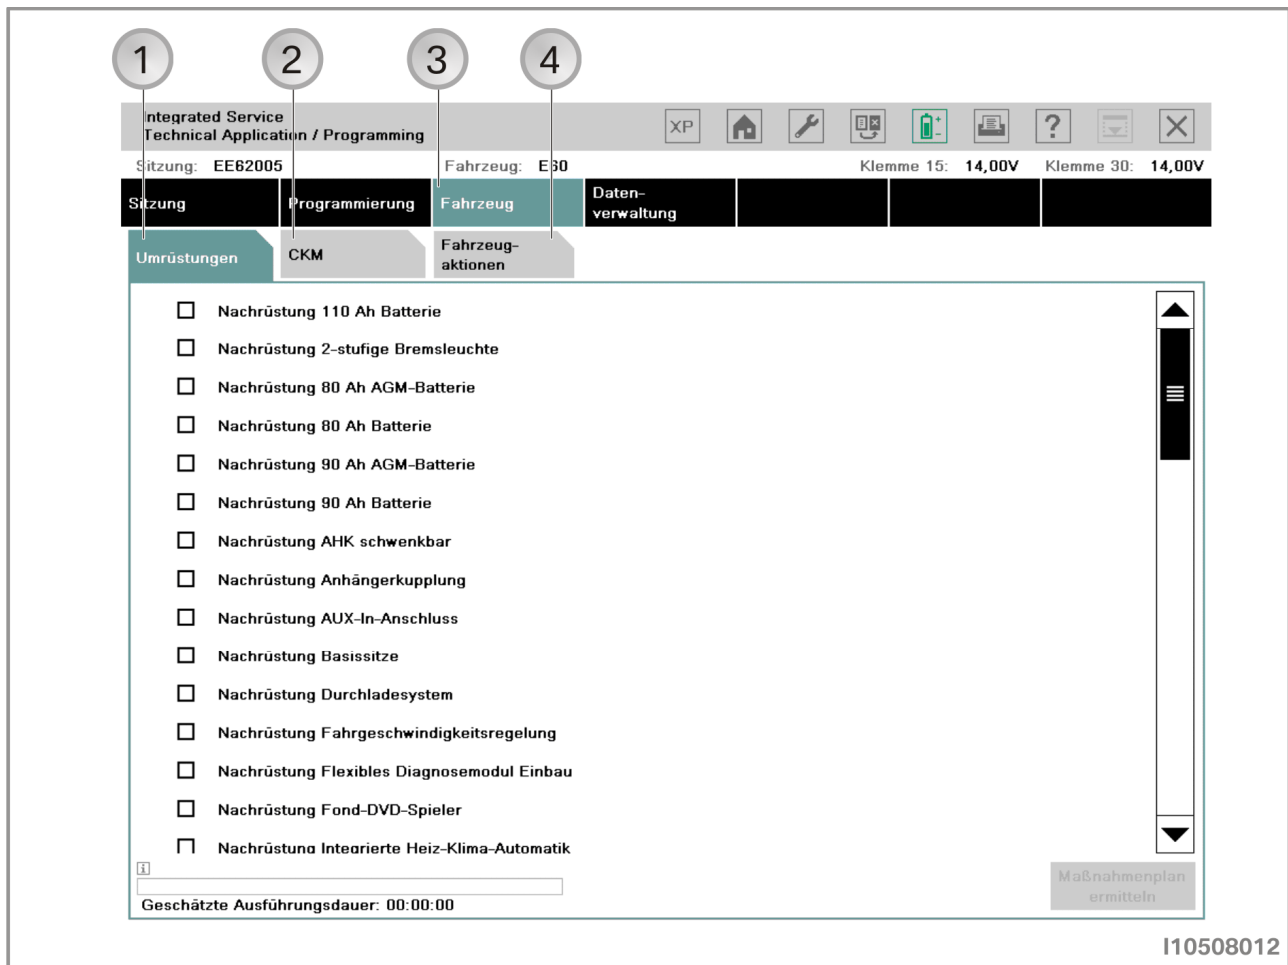 1 2 3 4
Integrated Service
Technical Application / Programming
XP
?
Sitzung: EE62005 Fahrzeug: E60 Klemme 15: 14,00V Klemme 30: 14,00V
Sitzung Programmierung Fahrzeug Daten-
verwaltung
Umrüstungen CKM Fahrzeug-
aktionen
Nachrüstung 110 Ah Batterie
Nachrüstung 2-stufige Bremsleuchte
Nachrüstung 80 Ah AGM-Batterie
Nachrüstung 80 Ah Batterie
Nachrüstung 90 Ah AGM-Batterie
Nachrüstung 90 Ah Batterie
Nachrüstung AHK schwenkbar
Nachrüstung Anhängerkupplung
Nachrüstung AUX-In-Anschluss
Nachrüstung Basissitze
Nachrüstung Durchladesystem
Nachrüstung Fahrgeschwindigkeitsregelung
Nachrüstung Flexibles Diagnosemodul Einbau
Nachrüstung Fond-DVD-Spieler
Nachrüstung Integrierte Heiz-Klima-Automatik
i
Geschätzte Ausführungsdauer: 00:00:00
Maßnahmenplan
ermitteln
I10508012